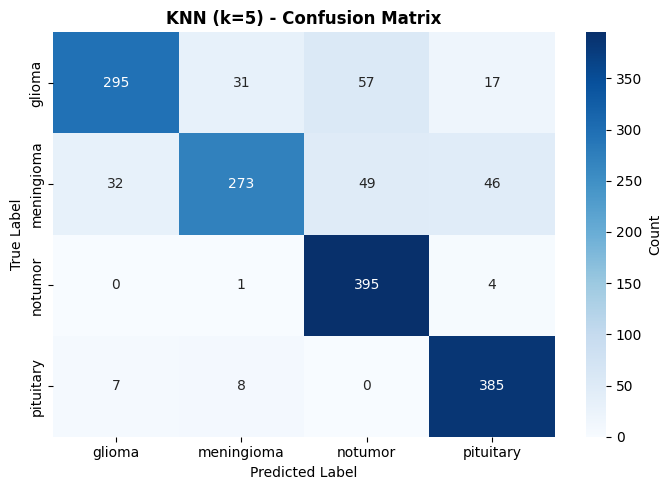 KNN (k=5) - Confusion Matrix
True Label
glioma 295 31 57 17
meningioma 32 273 49 46
notumor 0 1 395 4
pituitary 7 8 0 385
glioma meningioma notumor pituitary
Predicted Label
350
300
250
200
150
100
50
0
Count